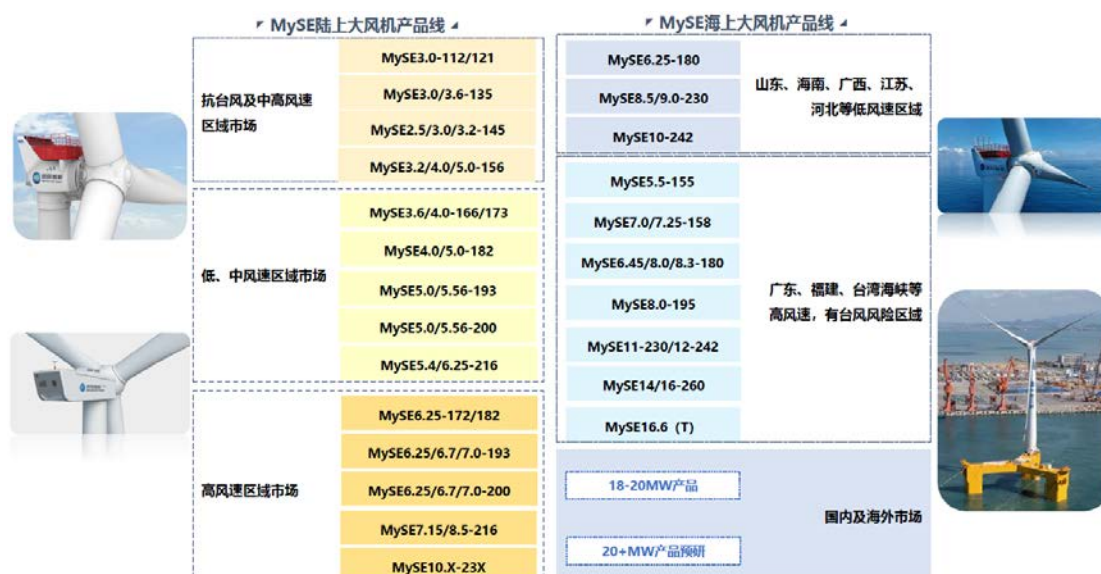 MySE陆上大风机产品线
抗台风及中高风速
区域市场
MySE3.0-112/121
MySE3.0/3.6-135
MySE2.5/3.0/3.2-145
MySE3.2/4.0/5.0-156
低、中风速区域市场
MySE3.6/4.0-166/173
MySE4.0/5.0-182
MySE5.0/5.56-193
MySE5.0/5.56-200
MySE5.4/6.25-216
高风速区域市场
MySE6.25-172/182
MySE6.25/6.7/7.0-193
MySE6.25/6.7/7.0-200
MySE7.15/8.5-216
MySE10.X-23X
MySE海上大风机产品线
MySE6.25-180
MySE8.5/9.0-230
MySE10-242
山东、海南、广西、江苏、
河北等低风速区域
MySE5.5-155
MySE7.0/7.25-158
MySE6.45/8.0/8.3-180
MySE8.0-195
MySE11-230/12-242
MySE14/16-260
MySE16.6（T）
广东、福建、台湾海峡等
高风速，有台风风险区域
18-20MW产品
20+MW产品预研
国内及海外市场